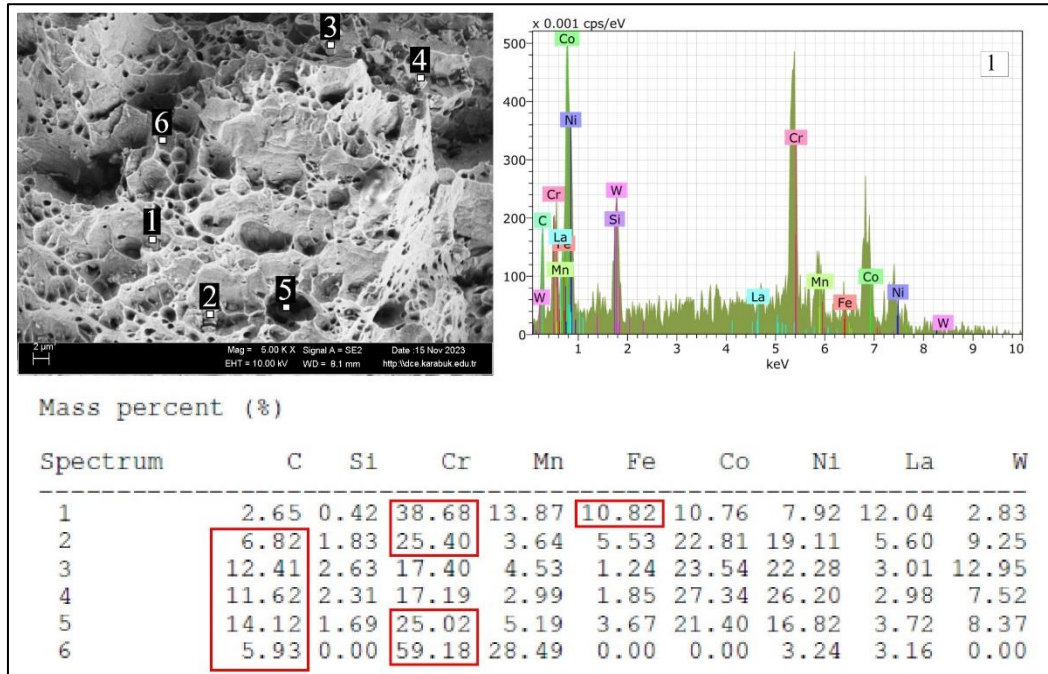 3
4
6
1
2
5
2 µm
Mag = 5.00 K X Signal A = SE2 Date :15 Nov 2023
EHT = 10.00 kV WD = 8.1 mm http:\\dce.karabuk.edu.tr
x 0.001 cps/eV
1
500
400
300
200
100
0
Co
Ni
Cr
W
C
Si
La
Fe
Mn
W
Cr
La
Mn
Fe
Co
Ni
W
1 2 3 4 5 6 7 8 9 10
keV
Mass percent (%)
Spectrum C Si Cr Mn Fe Co Ni La W
1 2.65 0.42 38.68 13.87 10.82 10.76 7.92 12.04 2.83
2 6.82 1.83 25.40 3.64 5.53 22.81 19.11 5.60 9.25
3 12.41 2.63 17.40 4.53 1.24 23.54 22.28 3.01 12.95
4 11.62 2.31 17.19 2.99 1.85 27.34 26.20 2.98 7.52
5 14.12 1.69 25.02 5.19 3.67 21.40 16.82 3.72 8.37
6 5.93 0.00 59.18 28.49 0.00 0.00 3.24 3.16 0.00